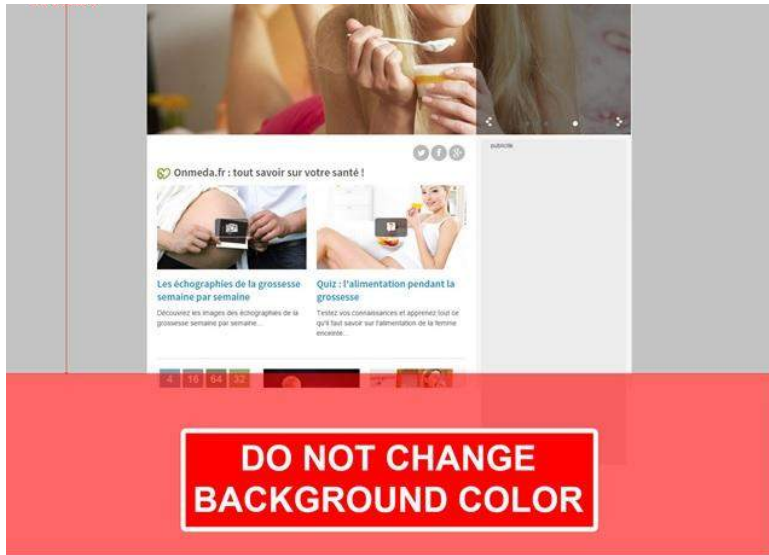 publicité
Onmeda.fr : tout savoir sur votre santé !
Les échographies de la grossesse
semaine par semaine
Découvrez les images des échographies de la
grossesse semaine par semaine...
Quiz : l'alimentation pendant la
grossesse
Testez vos connaissances et apprenez tout ce
qu'il faut savoir sur l'alimentation de la femme
enceinte...
4 16 64 32
DO NOT CHANGE
BACKGROUND COLOR